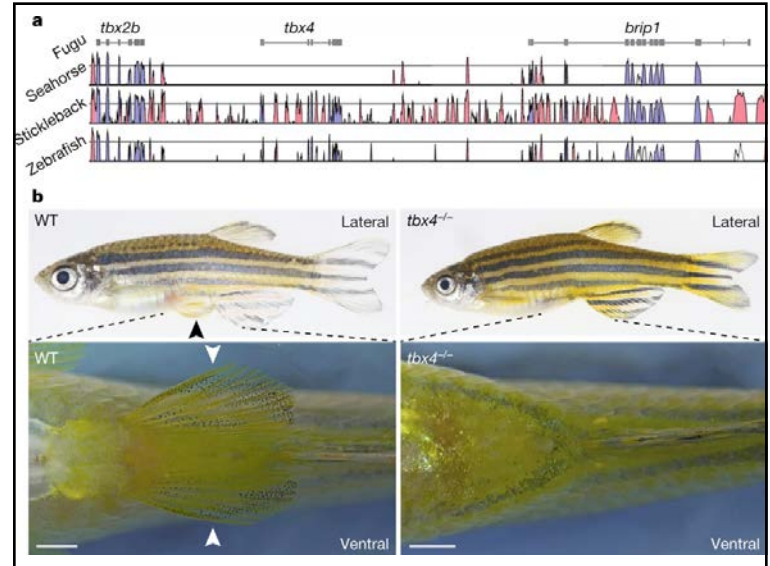 a
tbx2b tbx4 brip1
Fugu
Seahorse
Stickleback
Zebrafish
b
WT Lateral
tbx4–/– Lateral
WT
tbx4–/–
Ventral
Ventral